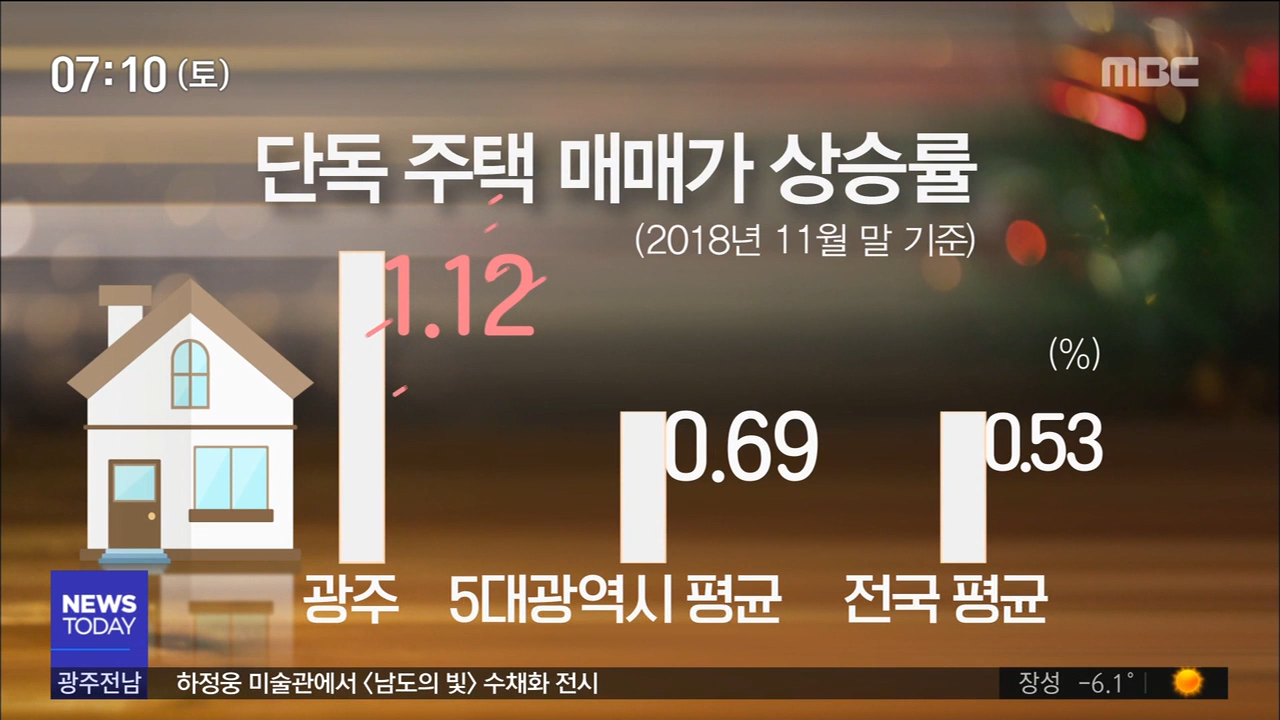 07:10 (토)
MBC
단독 주택 매매가 상승률
(2018년 11월 말 기준)
(%)
1.12
0.69
0.53
광주
5대광역시 평균
전국 평균
NEWS
TODAY
광주전남
하정웅 미술관에서 <남도의 빛> 수채화 전시
장성 -6.1°